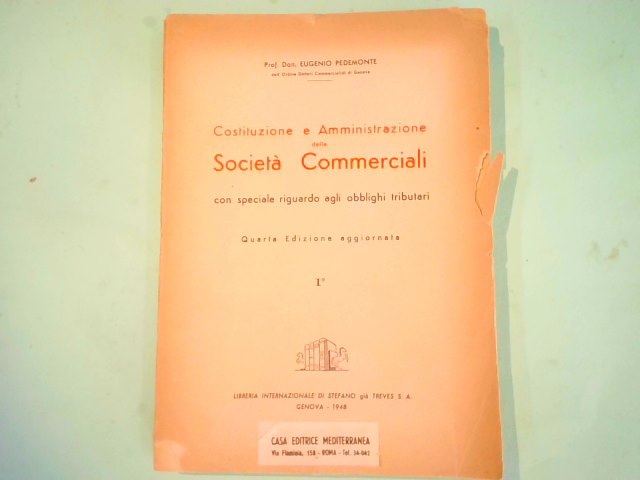 Prof. Dott. EUGENIO PEDEMONTE
dell'Ordine Dottori Commercialisti di Genova
Costituzione e Amministrazione
delle
Società Commerciali
con speciale riguardo agli obblighi tributari
Quarta Edizione aggiornata
I°
LIBRERIA INTERNAZIONALE DI STEFANO già TREVES S. A.
GENOVA - 1948
CASA EDITRICE MEDITERRANEA
Via Flaminia, 158 - ROMA - Tel. 34-042